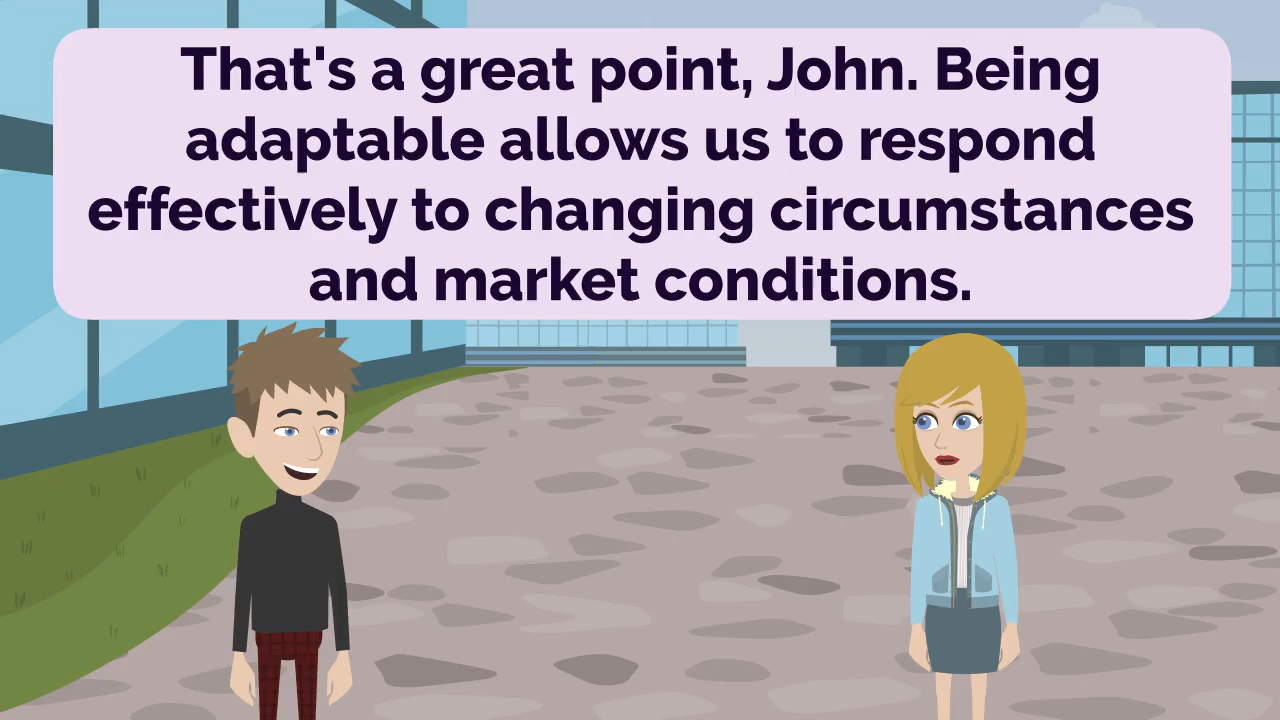 That's a great point, John. Being
adaptable allows us to respond
effectively to changing circumstances
and market conditions.